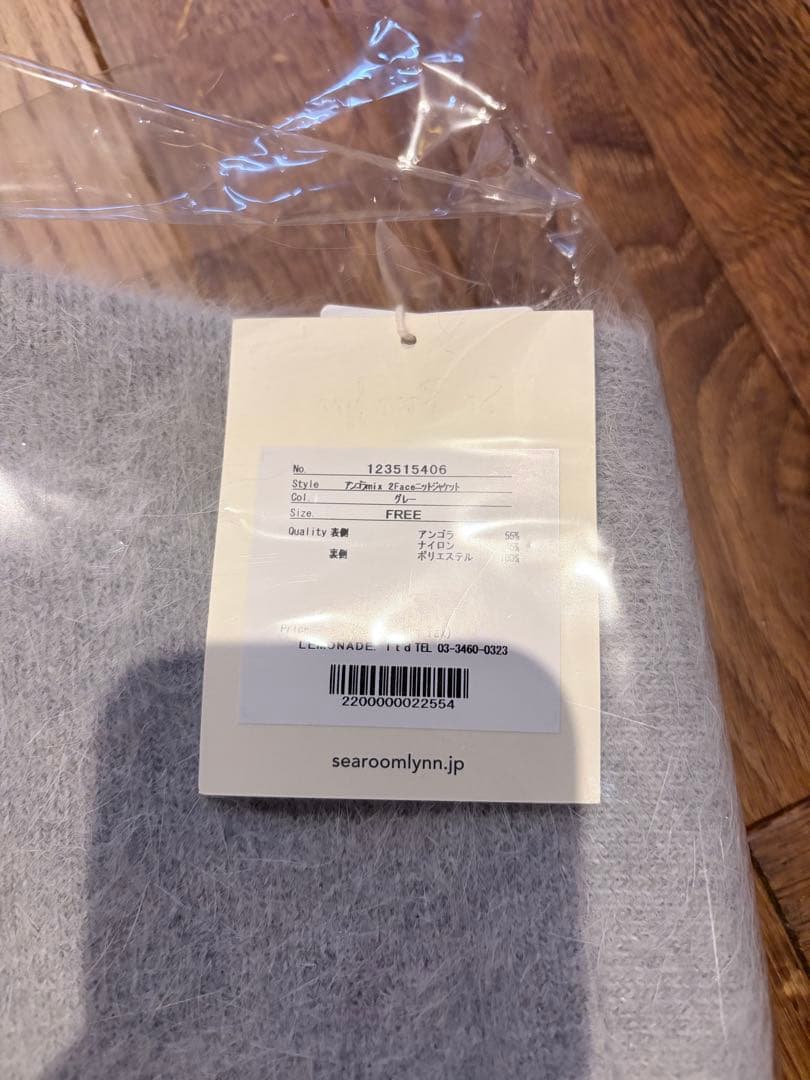 No. 123515406
Style アンゴラmix 2Faceニットジャケット
Col. グレー
Size. FREE
Quality 表側 アンゴラ 55%
ナイロン
裏側 ポリエステル 100%
Price
LEMONADE. ltd TEL 03-3460-0323
2200000022554
searoomlynn.jp